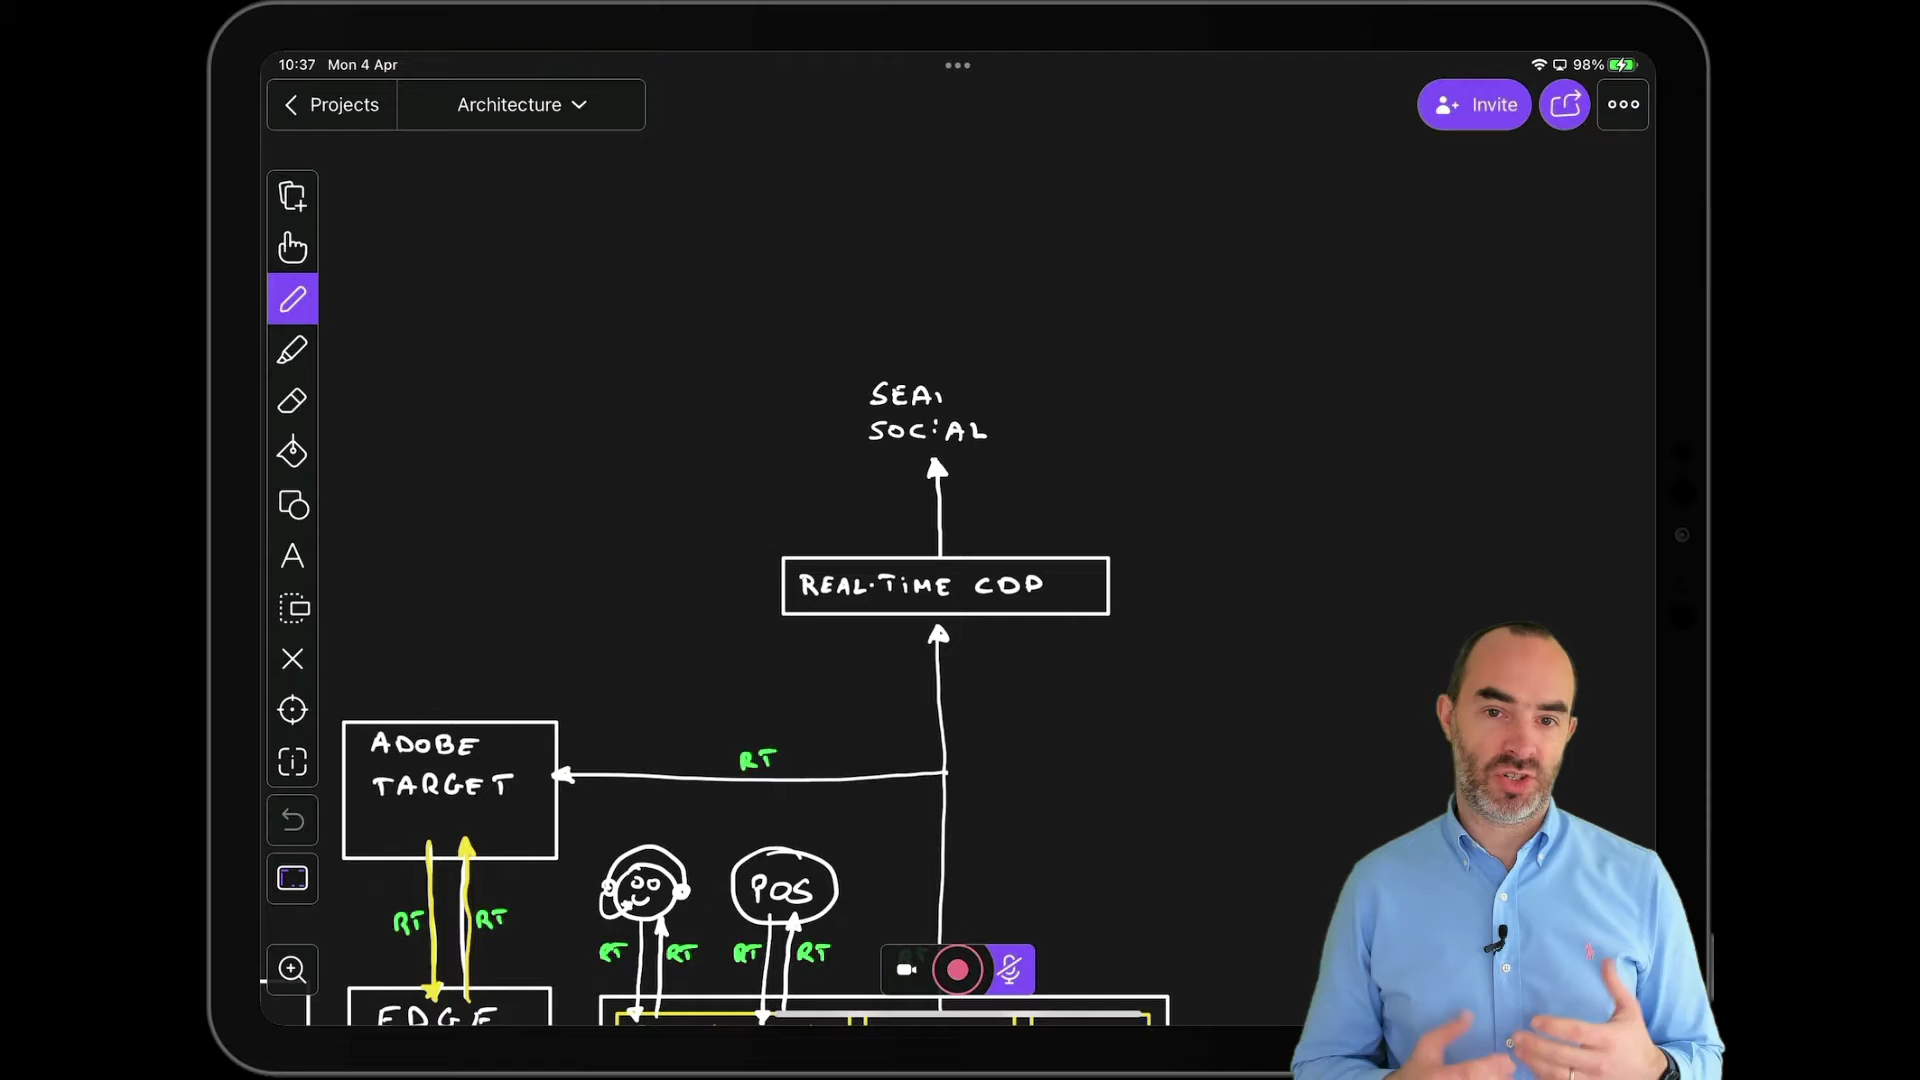 10:37 Mon 4 Apr
98%
Projects
Architecture
Invite
SEA,
SOCIAL
REAL-TIME CDP
ADOBE
TARGET
RT
POS
RT RT
RT RT RT RT
EDGE